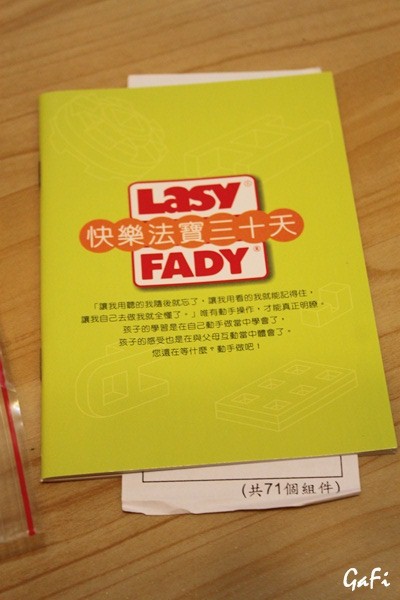 Lasy®
快樂法寶三十天
FADY®
「讓我用聽的我隨後就忘了，讓我用看的我就能記得住，
讓我自己去做我就全懂了。」唯有動手操作，才能真正明瞭。
孩子的學習是在自己動手做當中學會了，
孩子的感受也是在與父母互動當中體會了。
您還在等什麼。動手做吧！
(共71個組件)
GaFi